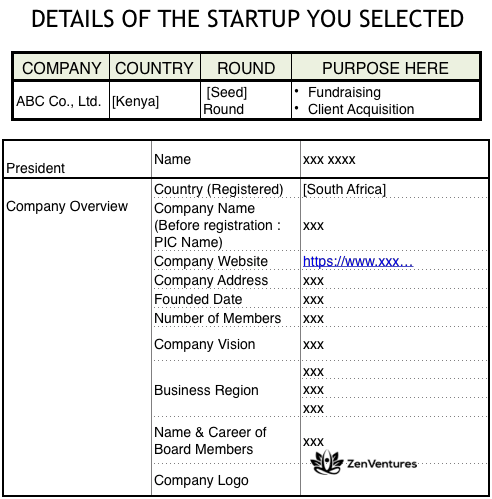 DETAILS OF THE STARTUP YOU SELECTED
COMPANY COUNTRY ROUND PURPOSE HERE
ABC Co., Ltd. [Kenya] [Seed] Round • Fundraising
• Client Acquisition
President Name xxx xxxx
Company Overview Country (Registered) [South Africa]
Company Name
(Before registration :
PIC Name) xxx
Company Website https://www.xxx…
Company Address xxx
Founded Date xxx
Number of Members xxx
Company Vision xxx
Business Region xxx
xxx
xxx
Name & Career of
Board Members xxx
Company Logo ZenVentures